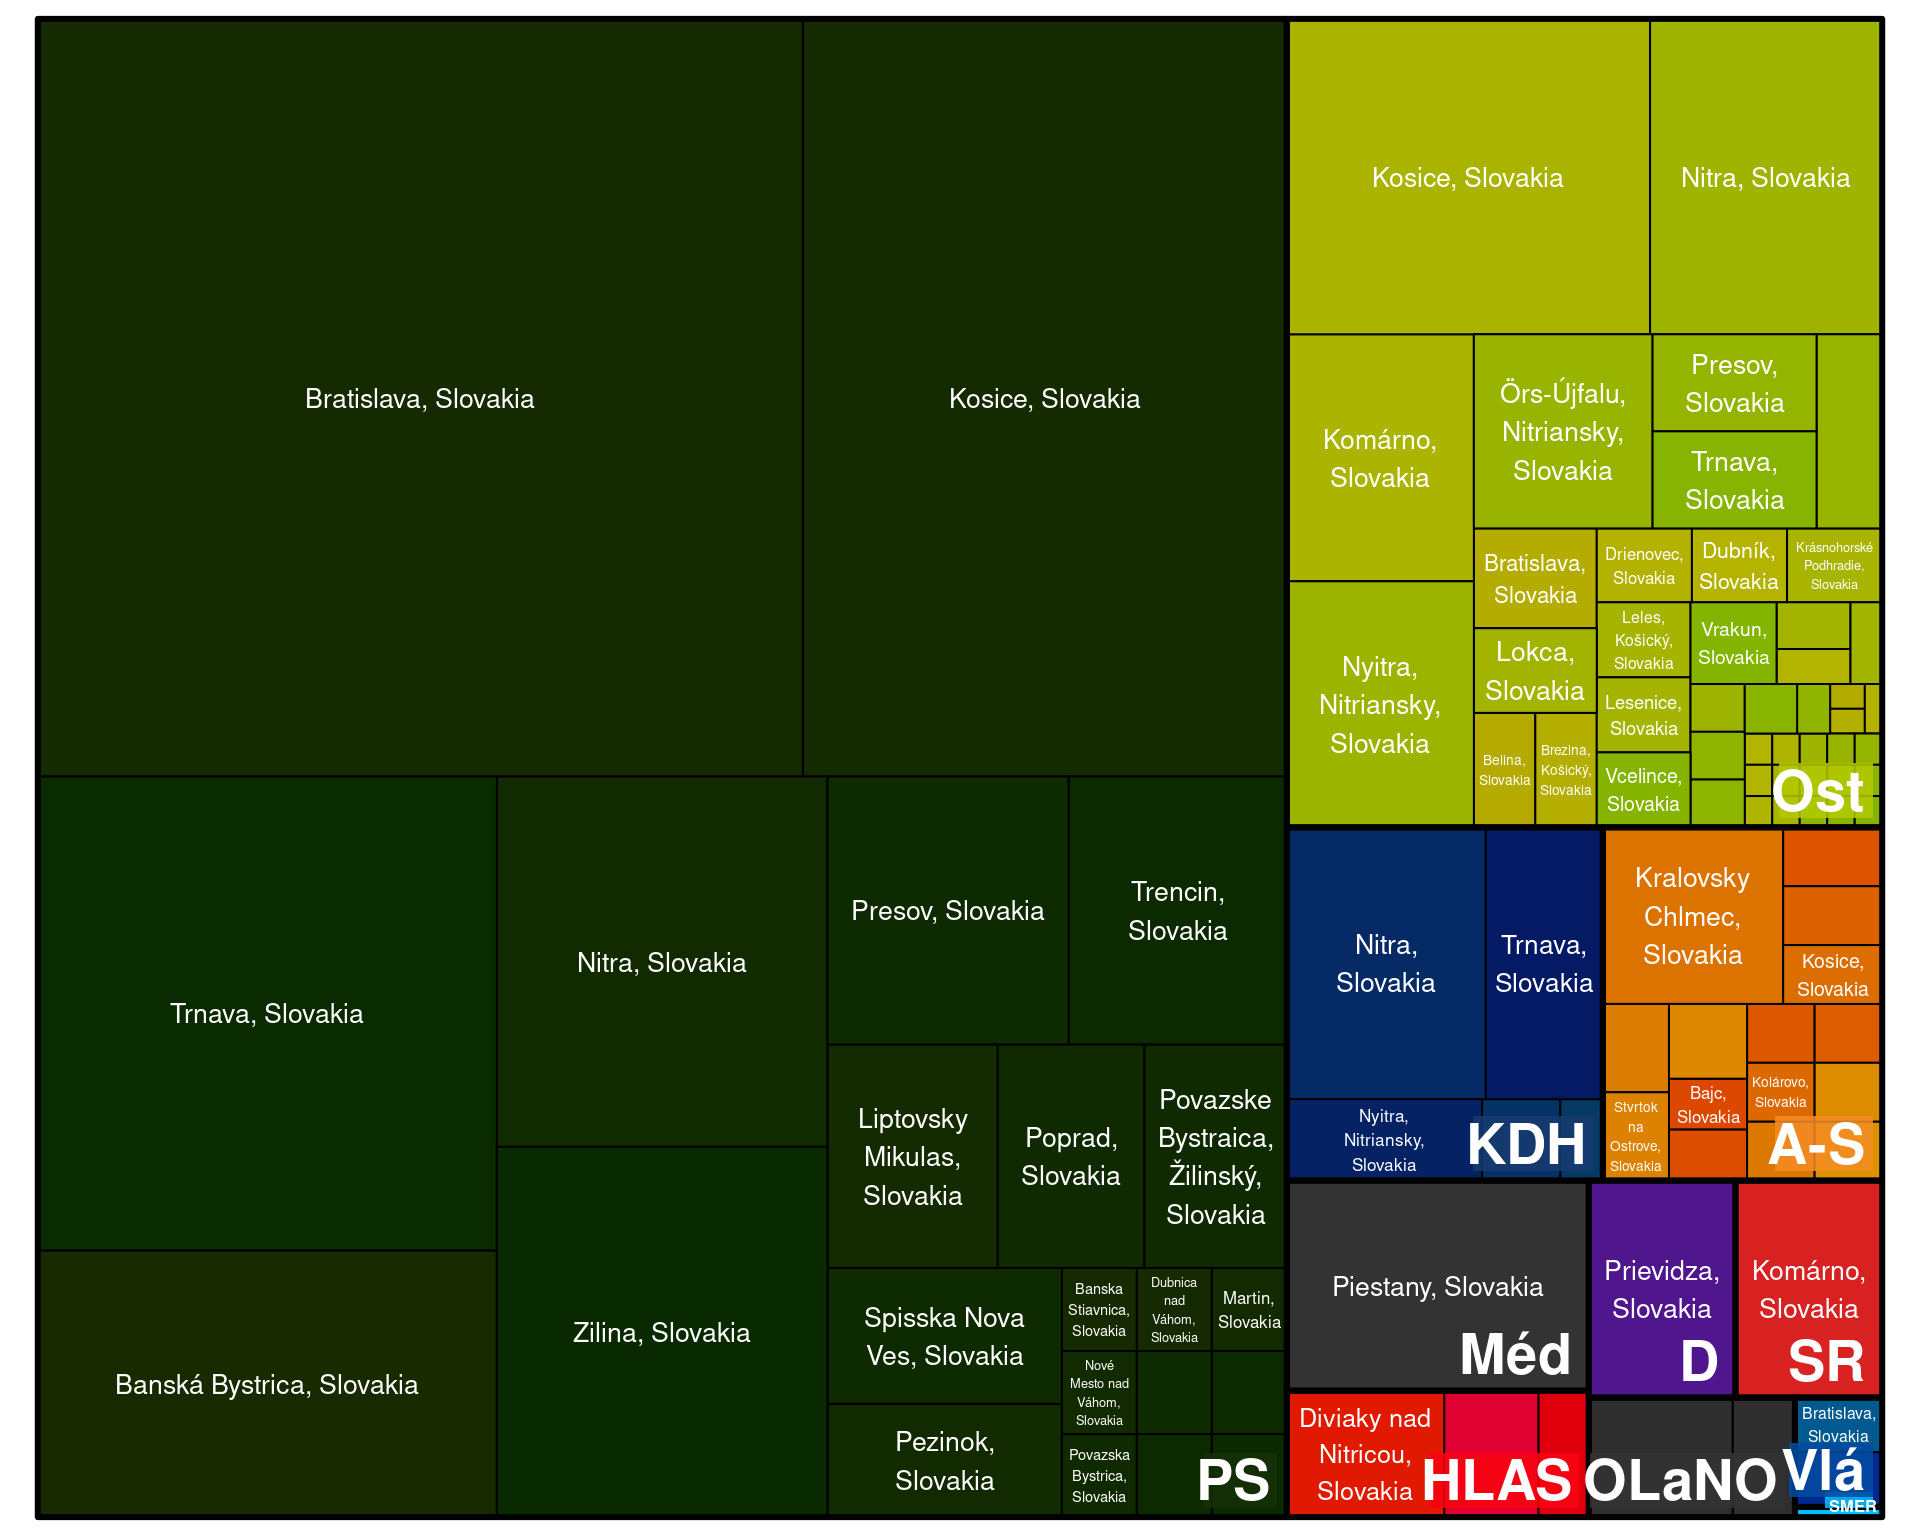 Bratislava, Slovakia
Kosice, Slovakia
Trnava, Slovakia
Banská Bystrica, Slovakia
Nitra, Slovakia
Zilina, Slovakia
Presov, Slovakia
Trencin,
Slovakia
Liptovsky
Mikulas,
Slovakia
Poprad,
Slovakia
Povazske
Bystraica,
Žilinský,
Slovakia
Spisska Nova
Ves, Slovakia
Pezinok,
Slovakia
Banska
Stiavnica,
Slovakia
Dubnica
nad
Váhom,
Slovakia
Martin,
Slovakia
Nové
Mesto nad
Váhom,
Slovakia
Povazska
Bystrica,
Slovakia
PS
Kosice, Slovakia
Nitra, Slovakia
Komárno,
Slovakia
Nyitra,
Nitriansky,
Slovakia
Örs-Újfalu,
Nitriansky,
Slovakia
Presov,
Slovakia
Trnava,
Slovakia
Bratislava,
Slovakia
Lokca,
Slovakia
Belina,
Slovakia
Brezina,
Košický,
Slovakia
Drienovec,
Slovakia
Dubník,
Slovakia
Krásnohorské
Podhradie,
Slovakia
Leles,
Košický,
Slovakia
Lesenice,
Slovakia
Vcelince,
Slovakia
Vrakun,
Slovakia
Ost
Nitra,
Slovakia
Trnava,
Slovakia
Nyitra,
Nitriansky,
Slovakia
KDH
Kralovsky
Chlmec,
Slovakia
Kosice,
Slovakia
Stvrtok
na
Ostrove,
Slovakia
Bajc,
Slovakia
Kolárovo,
Slovakia
A-S
Piestany, Slovakia
Méd
Prievidza,
Slovakia
D
Komárno,
Slovakia
SR
Diviaky nad
Nitricou,
Slovakia
HLAS
OLaNO
Bratislava,
Slovakia
Vlá
SMER